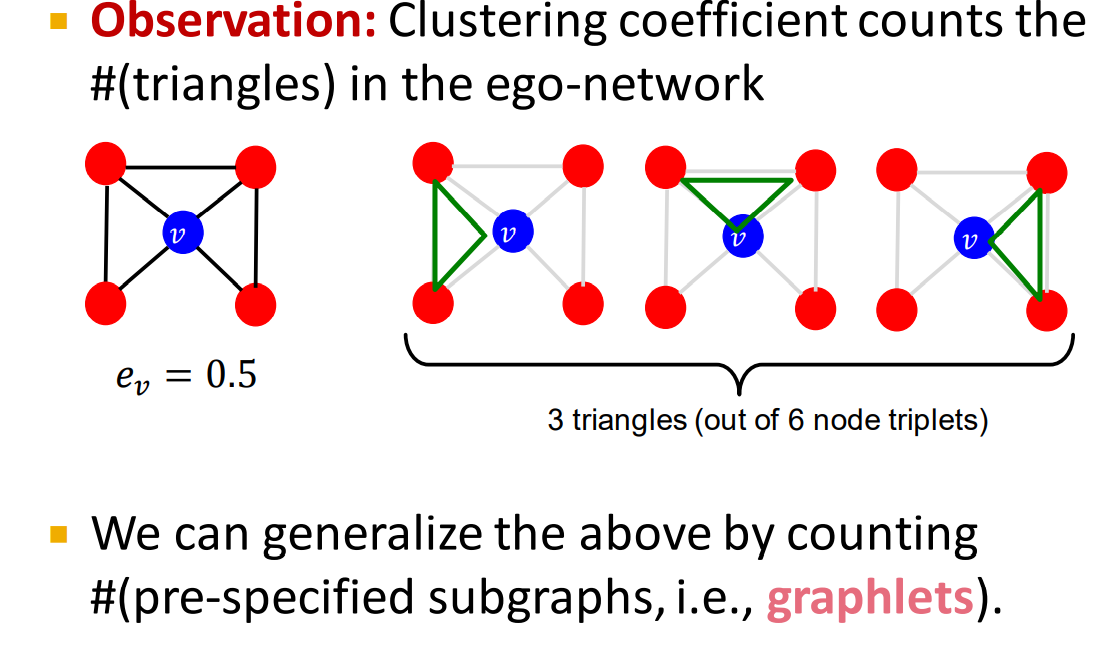 Observation: Clustering coefficient counts the
#(triangles) in the ego-network
v
v
v
v
e_v = 0.5
3 triangles (out of 6 node triplets)
We can generalize the above by counting
#(pre-specified subgraphs, i.e., graphlets).